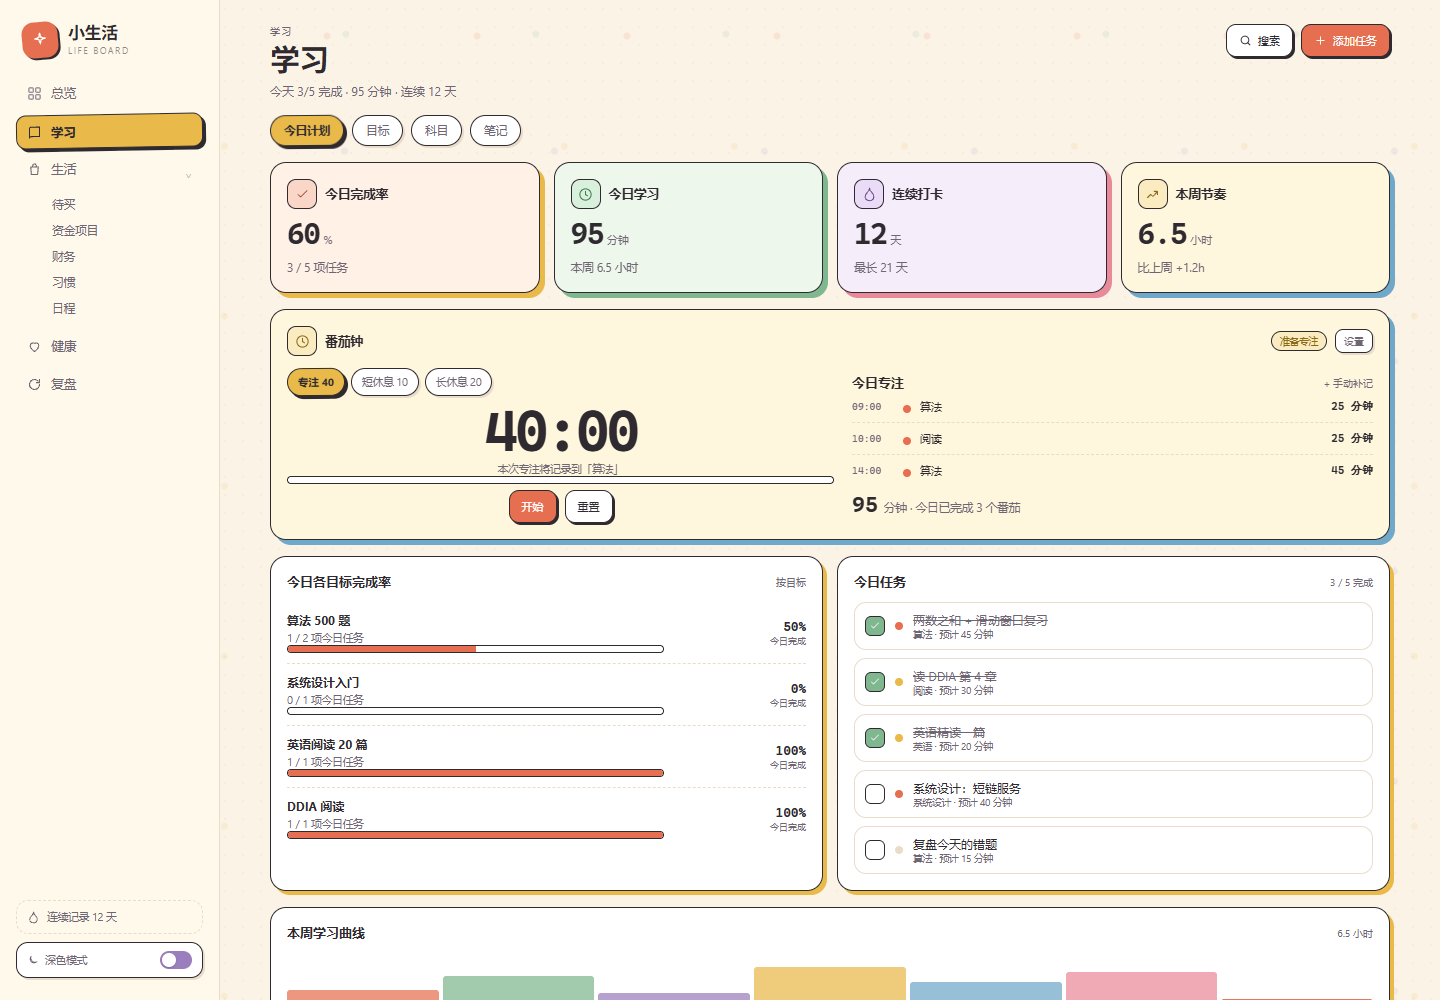 小生活
LIFE BOARD
总览
学习
生活
待买
资金项目
财务
习惯
日程
健康
复盘
连续记录 12 天
深色模式
学习
学习
今天 3/5 完成 · 95 分钟 · 连续 12 天
搜索
添加任务
今日计划
目标
科目
笔记
今日完成率
60 %
3 / 5 项任务
今日学习
95 分钟
本周 6.5 小时
连续打卡
12 天
最长 21 天
本周节奏
6.5 小时
比上周 +1.2h
番茄钟
准备专注
设置
专注 40
短休息 10
长休息 20
40:00
本次专注将记录到「算法」
开始
重置
今日专注
+ 手动补记
09:00 算法 25 分钟
10:00 阅读 25 分钟
14:00 算法 45 分钟
95 分钟 · 今日已完成 3 个番茄
今日各目标完成率
按目标
算法 500 题
1 / 2 项今日任务
50%
今日完成
系统设计入门
0 / 1 项今日任务
0%
今日完成
英语阅读 20 篇
1 / 1 项今日任务
100%
今日完成
DDIA 阅读
1 / 1 项今日任务
100%
今日完成
今日任务
3 / 5 完成
两数之和 + 滑动窗口复习
算法 · 预计 45 分钟
读 DDIA 第 4 章
阅读 · 预计 30 分钟
英语精读一篇
英语 · 预计 20 分钟
系统设计：短链服务
系统设计 · 预计 40 分钟
复盘今天的错题
算法 · 预计 15 分钟
本周学习曲线
6.5 小时